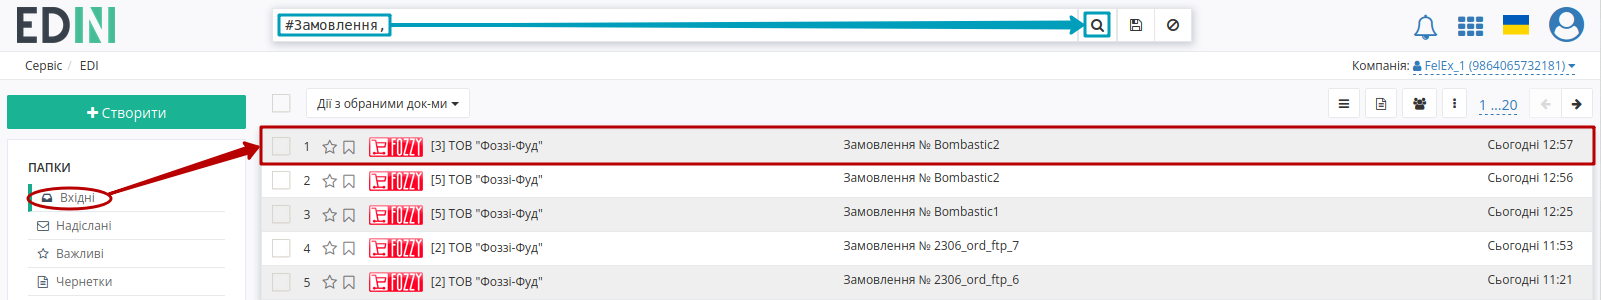 EDIN
#Замовлення,
Сервіс / EDI
Компанія: FelEx_1 (9864065732181)
Створити
Дії з обраними док-ми
1 ...20
ПАПКИ
Вхідні
Надіслані
Важливі
Чернетки
1 FOZZY [3] ТОВ "Фоззі-Фуд" Замовлення № Bombastic2 Сьогодні 12:57
2 FOZZY [5] ТОВ "Фоззі-Фуд" Замовлення № Bombastic2 Сьогодні 12:56
3 FOZZY [5] ТОВ "Фоззі-Фуд" Замовлення № Bombastic1 Сьогодні 12:25
4 FOZZY [2] ТОВ "Фоззі-Фуд" Замовлення № 2306_ord_ftp_7 Сьогодні 11:53
5 FOZZY [2] ТОВ "Фоззі-Фуд" Замовлення № 2306_ord_ftp_6 Сьогодні 11:21